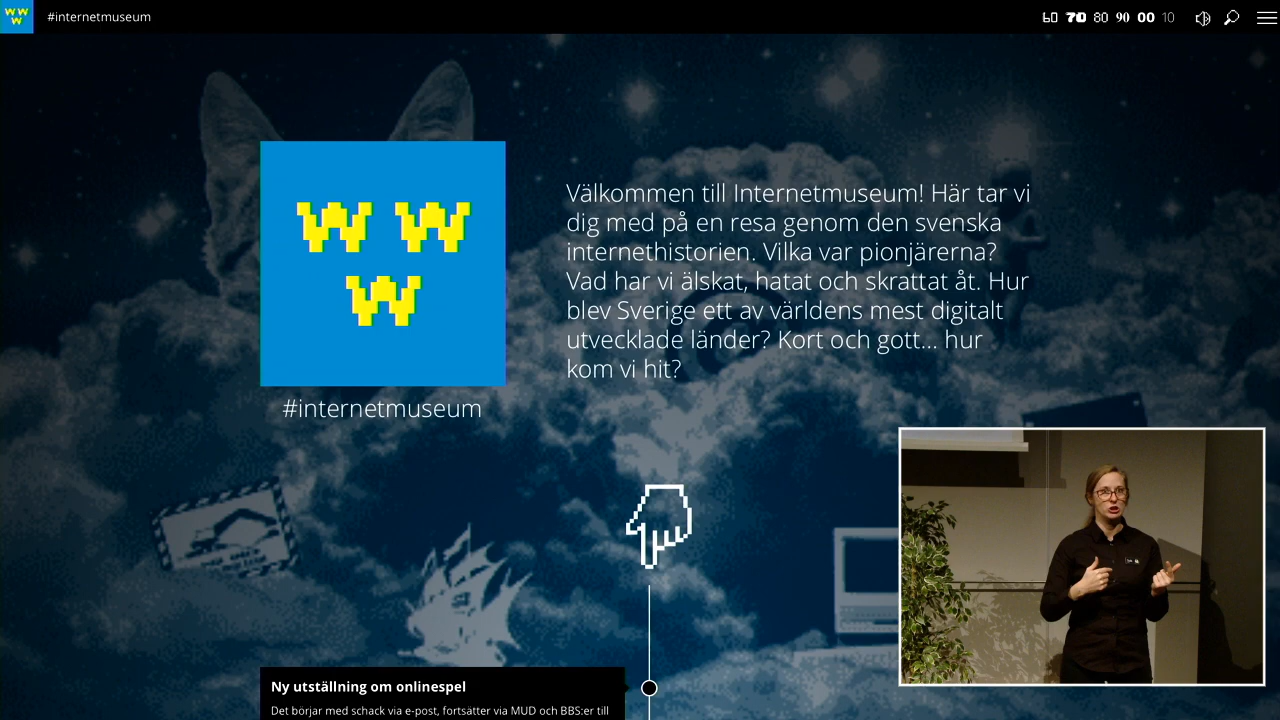 WW
W
#internetmuseum
60 70 80 90 00 10
W W
W
Välkommen till Internetmuseum! Här tar vi
dig med på en resa genom den svenska
internethistorien. Vilka var pionjärerna?
Vad har vi älskat, hatat och skrattat åt. Hur
blev Sverige ett av världens mest digitalt
utvecklade länder? Kort och gott... hur
kom vi hit?
#internetmuseum
Ny utställning om onlinespel
Det börjar med schack via e-post, fortsätter via MUD och BBS:er till